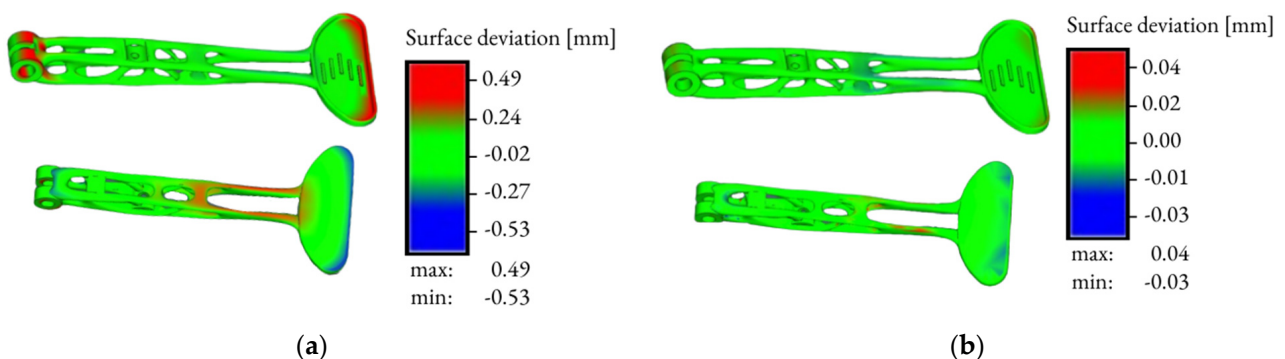 Surface deviation [mm]
0.49
0.24
-0.02
-0.27
-0.53
max: 0.49
min: -0.53
(a)
Surface deviation [mm]
0.04
0.02
0.00
-0.01
-0.03
max: 0.04
min: -0.03
(b)